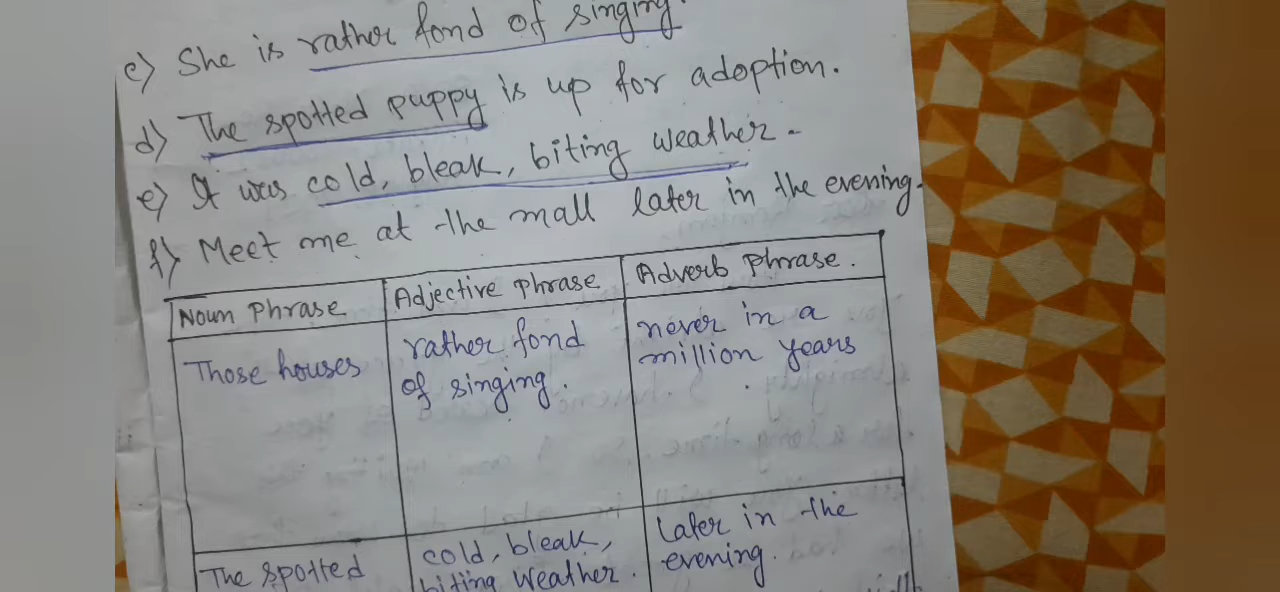 c) She is rather fond of singing.
d) The spotted puppy is up for adoption.
e) It was cold, bleak, biting weather.
f) Meet me at the mall later in the evening.
Noun Phrase
Adjective Phrase
Adverb Phrase.
Those houses
rather fond
of singing.
never in a
million years
The spotted
cold, bleak,
biting weather.
later in the
evening.